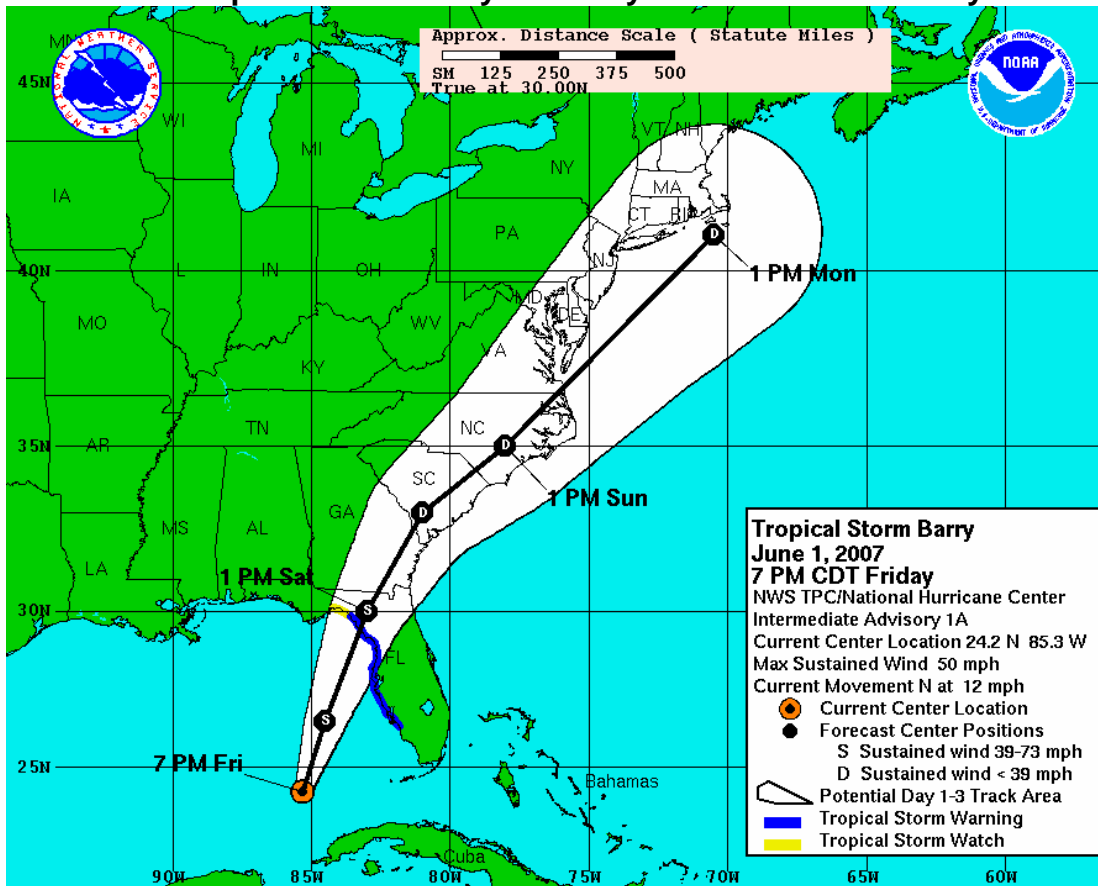 Approx. Distance Scale ( Statute Miles )
SM 125 250 375 500
True at 30.00N
NATIONAL WEATHER SERVICE
NOAA
MN
45N
WI
MI
VT
NH
NY
MA
IA
CT
RI
PA
40N
L
IN
OH
NJ
1 PM Mon
MD
DE
MO
WV
VA
KY
35N
AR
TN
NC
SC
1 PM Sun
MS
AL
GA
LA
1 PM Sat
30N
FL
7 PM Fri
25N
Bahamas
Cuba
90W 85W 80W 75W 70W 65W 60W
S
S
D
D
D
Tropical Storm Barry
June 1, 2007
7 PM CDT Friday
NWS TPC/National Hurricane Center
Intermediate Advisory 1A
Current Center Location 24.2 N 85.3 W
Max Sustained Wind 50 mph
Current Movement N at 12 mph
Current Center Location
Forecast Center Positions
S Sustained wind 39-73 mph
D Sustained wind < 39 mph
Potential Day 1-3 Track Area
Tropical Storm Warning
Tropical Storm Watch